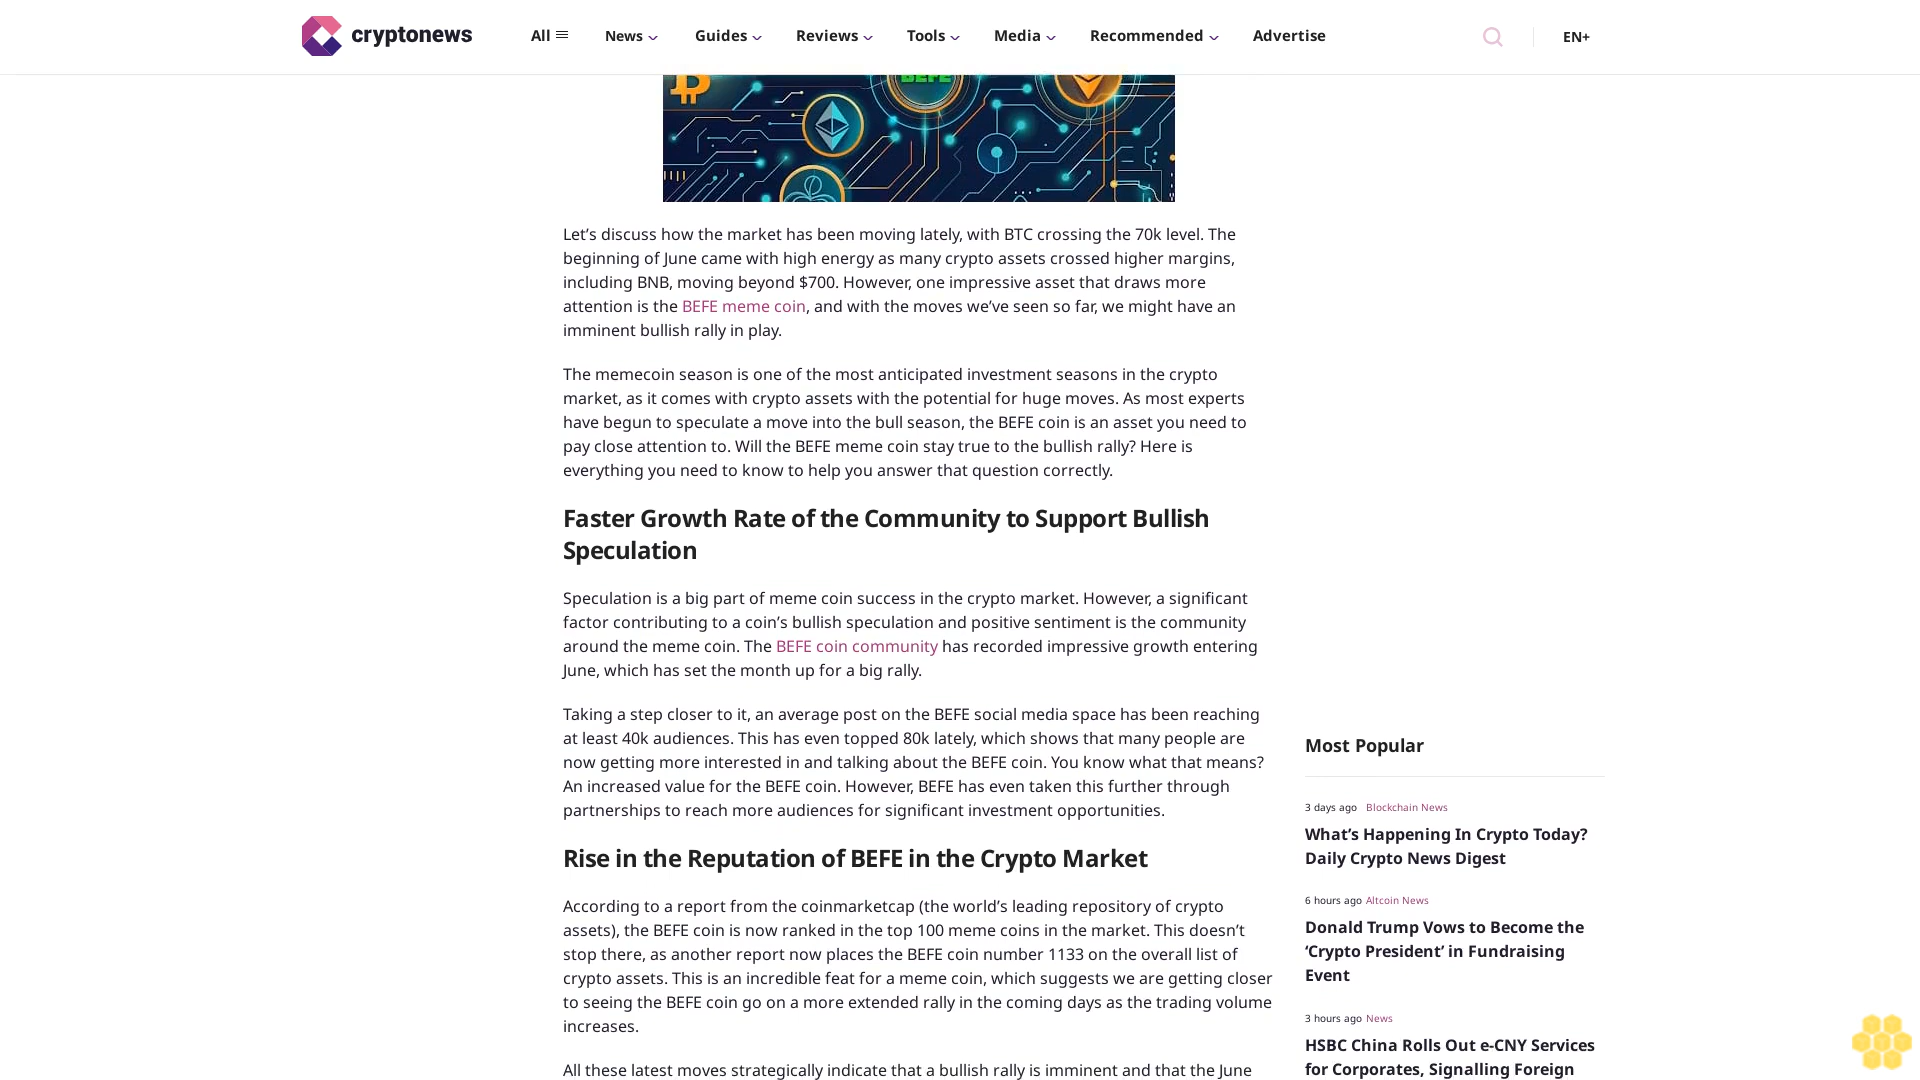 cryptonews
All
News
Guides
Reviews
Tools
Media
Recommended
Advertise
EN+
BEFE
Let’s discuss how the market has been moving lately, with BTC crossing the 70k level. The
beginning of June came with high energy as many crypto assets crossed higher margins,
including BNB, moving beyond $700. However, one impressive asset that draws more
attention is the BEFE meme coin, and with the moves we’ve seen so far, we might have an
imminent bullish rally in play.
The memecoin season is one of the most anticipated investment seasons in the crypto
market, as it comes with crypto assets with the potential for huge moves. As most experts
have begun to speculate a move into the bull season, the BEFE coin is an asset you need to
pay close attention to. Will the BEFE meme coin stay true to the bullish rally? Here is
everything you need to know to help you answer that question correctly.
Faster Growth Rate of the Community to Support Bullish
Speculation
Speculation is a big part of meme coin success in the crypto market. However, a significant
factor contributing to a coin’s bullish speculation and positive sentiment is the community
around the meme coin. The BEFE coin community has recorded impressive growth entering
June, which has set the month up for a big rally.
Taking a step closer to it, an average post on the BEFE social media space has been reaching
at least 40k audiences. This has even topped 80k lately, which shows that many people are
now getting more interested in and talking about the BEFE coin. You know what that means?
An increased value for the BEFE coin. However, BEFE has even taken this further through
partnerships to reach more audiences for significant investment opportunities.
Rise in the Reputation of BEFE in the Crypto Market
According to a report from the coinmarketcap (the world’s leading repository of crypto
assets), the BEFE coin is now ranked in the top 100 meme coins in the market. This doesn’t
stop there, as another report now places the BEFE coin number 1133 on the overall list of
crypto assets. This is an incredible feat for a meme coin, which suggests we are getting closer
to seeing the BEFE coin go on a more extended rally in the coming days as the trading volume
increases.
All these latest moves strategically indicate that a bullish rally is imminent and that the June
Most Popular
3 days ago Blockchain News
What’s Happening In Crypto Today?
Daily Crypto News Digest
6 hours ago Altcoin News
Donald Trump Vows to Become the
‘Crypto President’ in Fundraising
Event
3 hours ago News
HSBC China Rolls Out e-CNY Services
for Corporates, Signalling Foreign